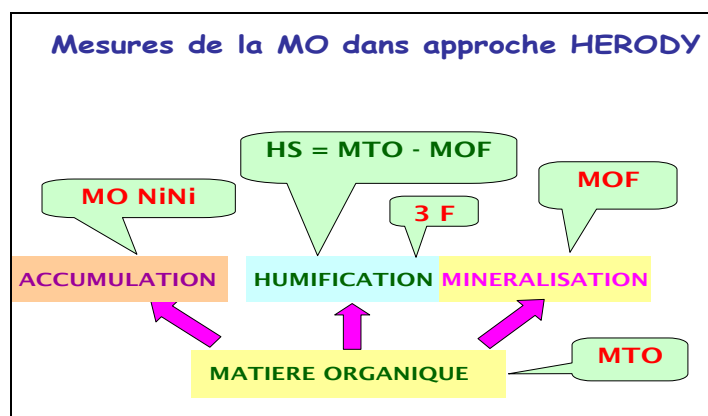 Mesures de la MO dans approche HERODY
HS = MTO - MOF
MO NiNi
3 F
MOF
ACCUMULATION
HUMIFICATION
MINERALISATION
MATIERE ORGANIQUE
MTO